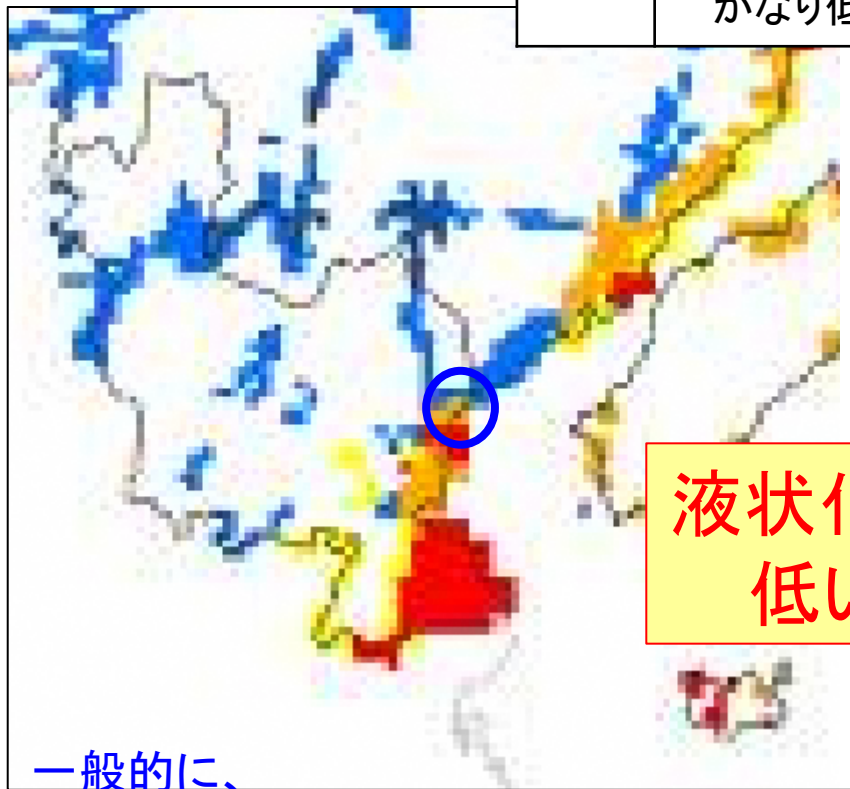 かなり低
液状化
低い
一般的に、